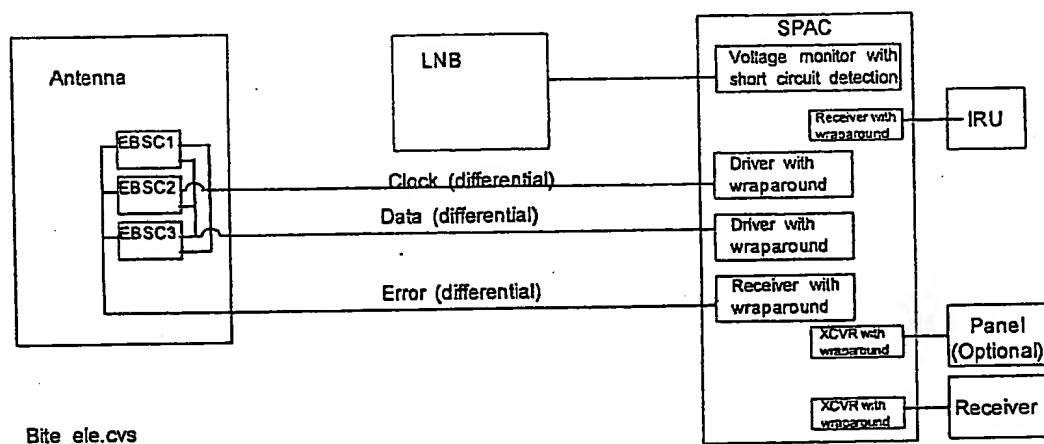 SPAC
Antenna
LNB
Voltage monitor with
short circuit detection
Receiver with
wraparound
IRU
EBSC1
EBSC2
EBSC3
Clock (differential)
Driver with
wraparound
Data (differential)
Driver with
wraparound
Error (differential)
Receiver with
wraparound
XCVR with
wraparound
Panel
(Optional)
XCVR with
wraparound
Receiver
Bite ele.cvs